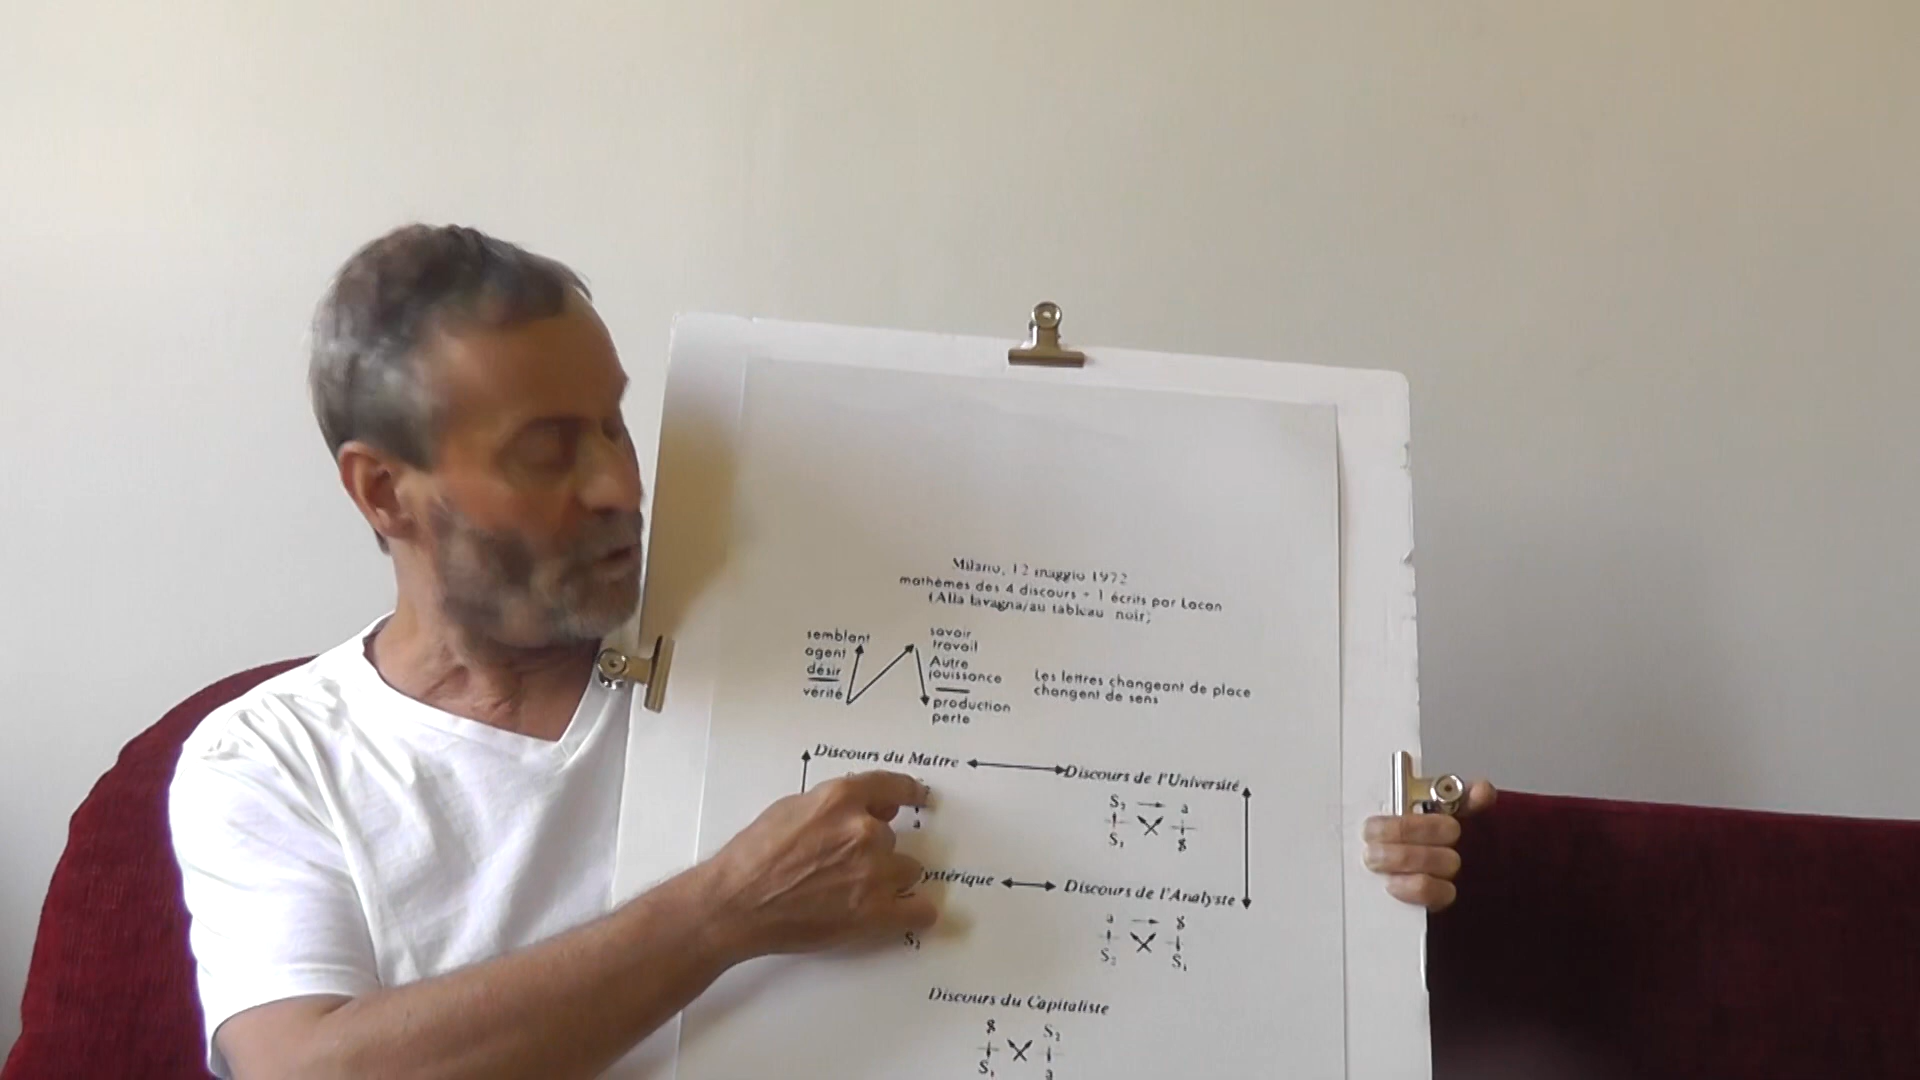 Milano, 12 maggio 1972
mathèmes des 4 discours + 1 écrits par Lacan
(Alla lavagna/au tableau noir)
semblant
agent
désir
vérité
savoir
travail
Autre
jouissance
production
perte
Les lettres changeant de place
changent de sens
Discours du Maître
Discours de l'Université
a
S₂ → a
S₁ $
ystérique
Discours de l'Analyste
S₂
a → $
S₂ S₁
Discours du Capitaliste
$ S₂
S₁ a